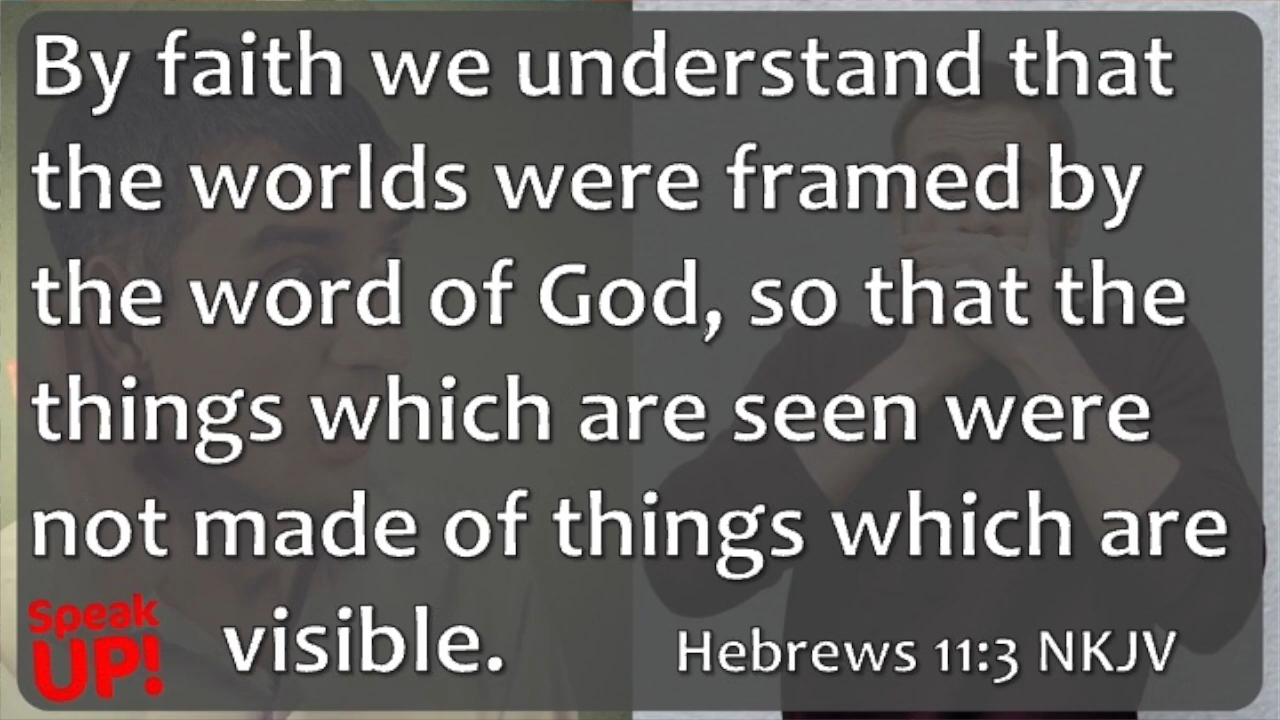 By faith we understand that
the worlds were framed by
the word of God, so that the
things which are seen were
not made of things which are
visible.
Hebrews 11:3 NKJV
Speak
UP!